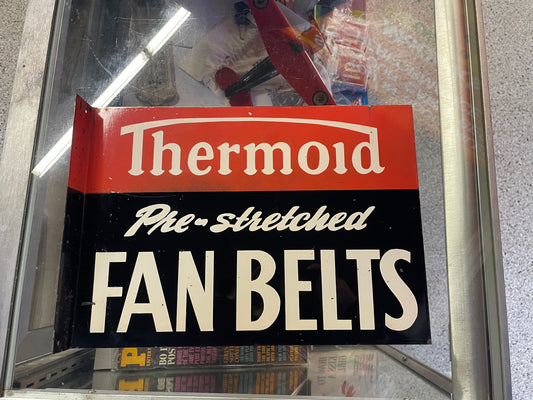 Thermoid
Pre-stretched
FAN BELTS